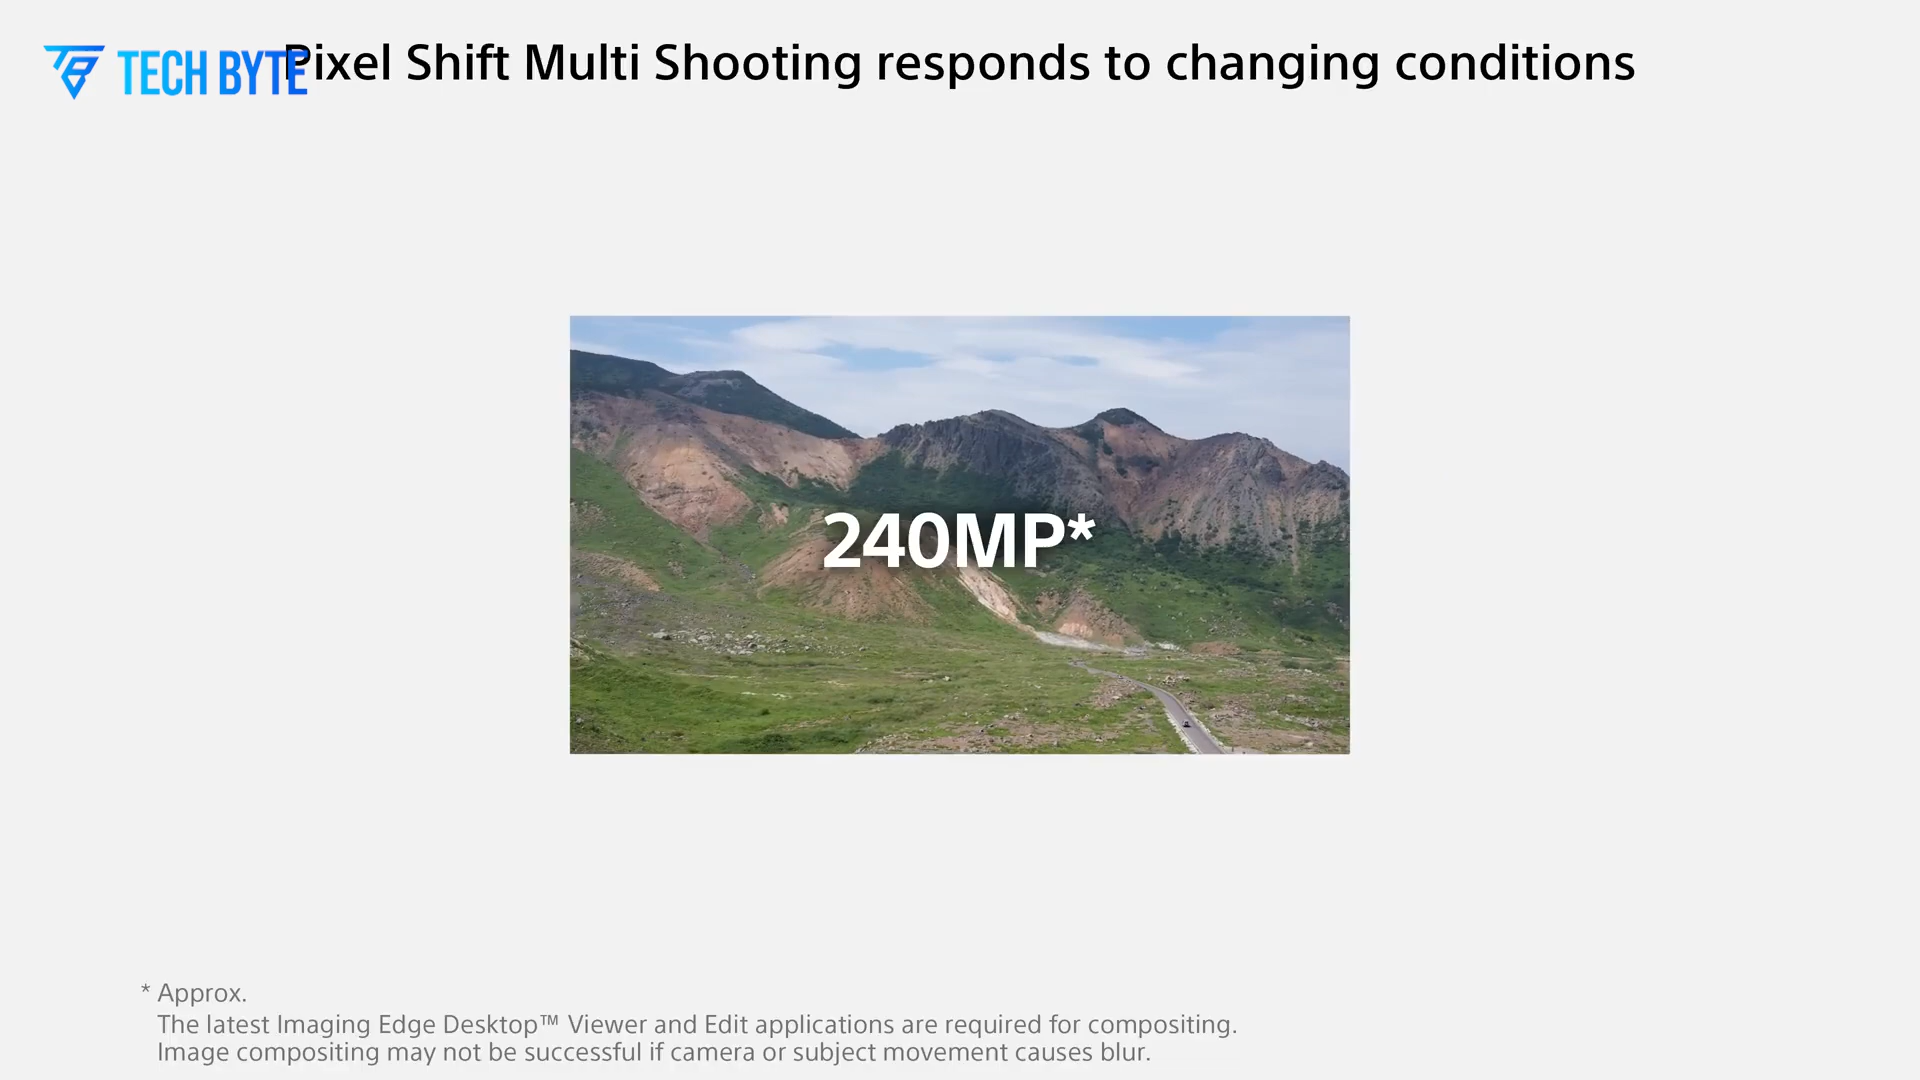 TECH BYTE
Pixel Shift Multi Shooting responds to changing conditions
240MP*
* Approx.
The latest Imaging Edge Desktop™ Viewer and Edit applications are required for compositing.
Image compositing may not be successful if camera or subject movement causes blur.